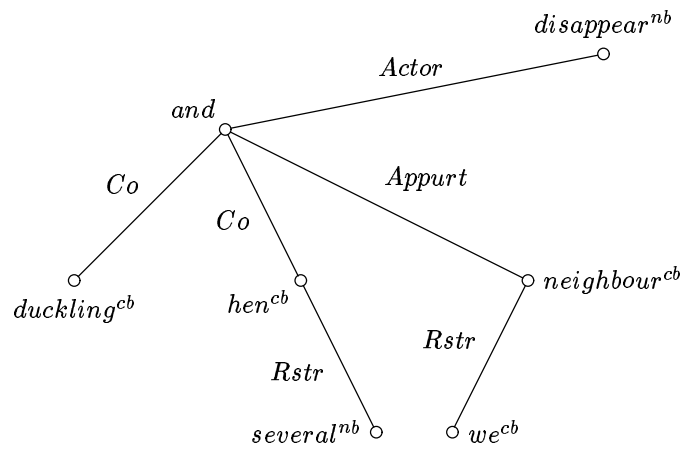 disappear^nb
Actor
and
Appurt
Co
Co
duckling^cb
hen^cb
neighbour^cb
Rstr
Rstr
several^nb
we^cb